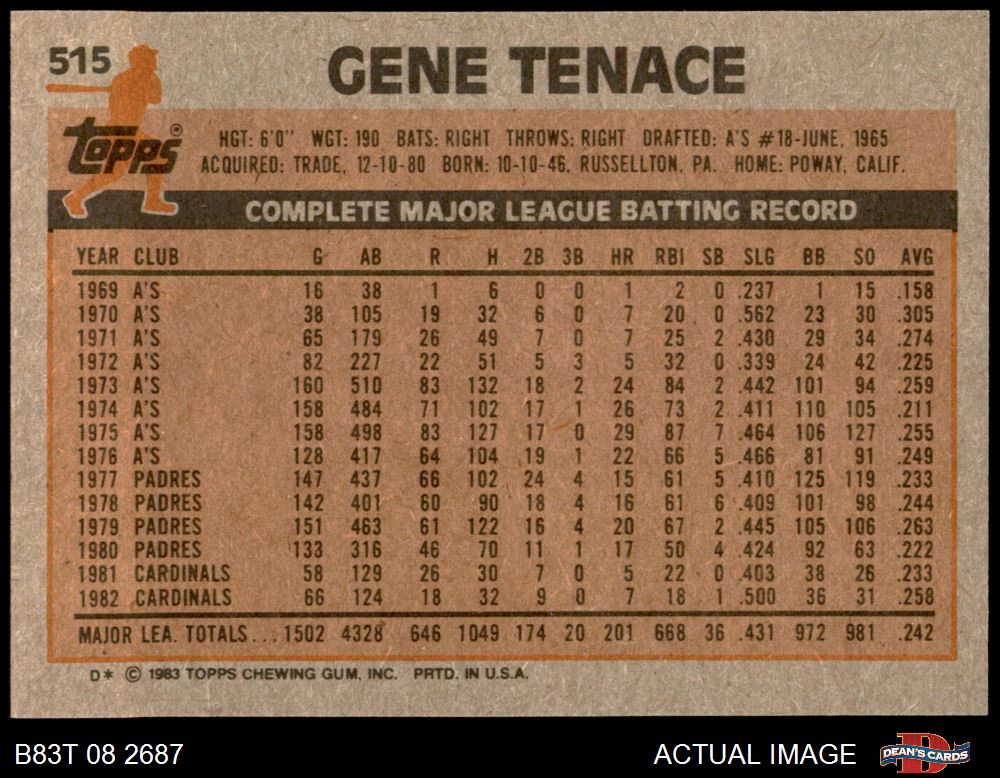 515
GENE TENACE
topps®
HGT: 6'0" WGT: 190 BATS: RIGHT THROWS: RIGHT DRAFTED: A'S #18-JUNE, 1965
ACQUIRED: TRADE, 12-10-80 BORN: 10-10-46, RUSSELLTON, PA. HOME: POWAY, CALIF.
COMPLETE MAJOR LEAGUE BATTING RECORD
YEAR CLUB G AB R H 2B 3B HR RBI SB SLG BB SO AVG
1969 A'S 16 38 1 6 0 0 1 2 0 .237 1 15 .158
1970 A'S 38 105 19 32 6 0 7 20 0 .562 23 30 .305
1971 A'S 65 179 26 49 7 0 7 25 2 .430 29 34 .274
1972 A'S 82 227 22 51 5 3 5 32 0 .339 24 42 .225
1973 A'S 160 510 83 132 18 2 24 84 2 .442 101 94 .259
1974 A'S 158 484 71 102 17 1 26 73 2 .411 110 105 .211
1975 A'S 158 498 83 127 17 0 29 87 7 .464 106 127 .255
1976 A'S 128 417 64 104 19 1 22 66 5 .466 81 91 .249
1977 PADRES 147 437 66 102 24 4 15 61 5 .410 125 119 .233
1978 PADRES 142 401 60 90 18 4 16 61 6 .409 101 98 .244
1979 PADRES 151 463 61 122 16 4 20 67 2 .445 105 106 .263
1980 PADRES 133 316 46 70 11 1 17 50 4 .424 92 63 .222
1981 CARDINALS 58 129 26 30 7 0 5 22 0 .403 38 26 .233
1982 CARDINALS 66 124 18 32 9 0 7 18 1 .500 36 31 .258
MAJOR LEA. TOTALS... 1502 4328 646 1049 174 20 201 668 36 .431 972 981 .242
D* © 1983 TOPPS CHEWING GUM, INC. PRTD. IN U.S.A.
B83T 08 2687
ACTUAL IMAGE
D
DEAN'S CARDS